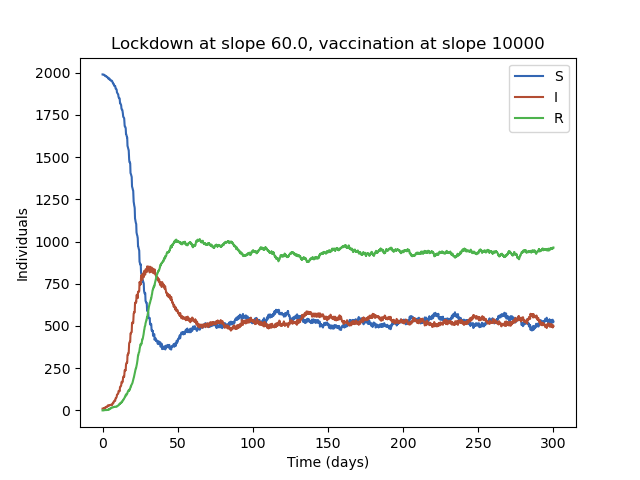 Lockdown at slope 60.0, vaccination at slope 10000
S
I
R
2000
1750
1500
1250
1000
750
500
250
0
Individuals
0 50 100 150 200 250 300
Time (days)